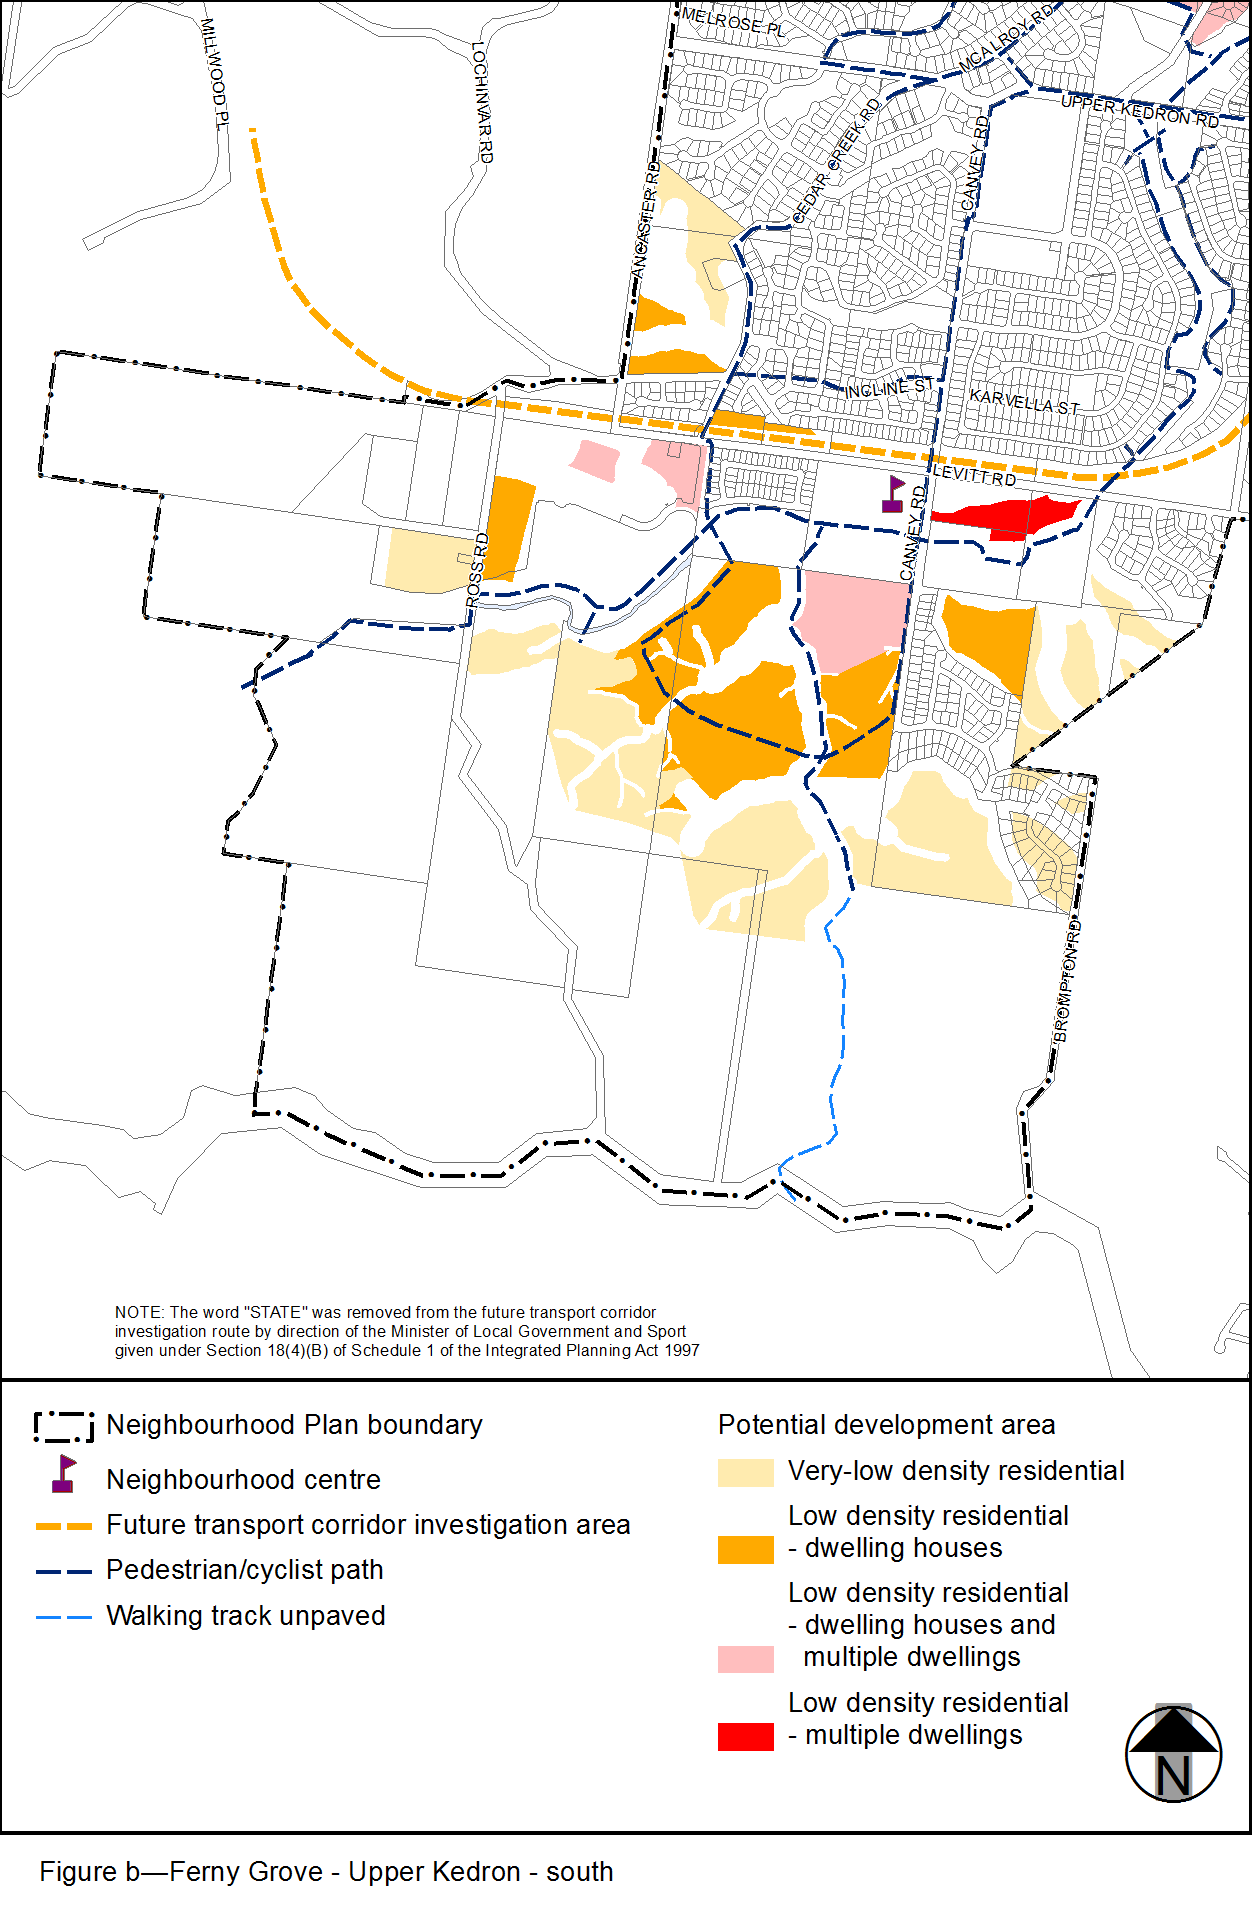 MELROSE PL
MCALROY RD
MILLWOOD PL
LOCHINVAR RD
UPPER KEDRON RD
CEDAR CREEK RD
CANVEY RD
ANCASTER RD
INCLINE ST
KARVELLA ST
LEVITT RD
CANVEY RD
ROSS RD
BROMPTON RD
NOTE: The word "STATE" was removed from the future transport corridor
investigation route by direction of the Minister of Local Government and Sport
given under Section 18(4)(B) of Schedule 1 of the Integrated Planning Act 1997
Neighbourhood Plan boundary
Neighbourhood centre
Future transport corridor investigation area
Pedestrian/cyclist path
Walking track unpaved
Potential development area
Very-low density residential
Low density residential
- dwelling houses
Low density residential
- dwelling houses and
multiple dwellings
Low density residential
- multiple dwellings
N
Figure b—Ferny Grove - Upper Kedron - south